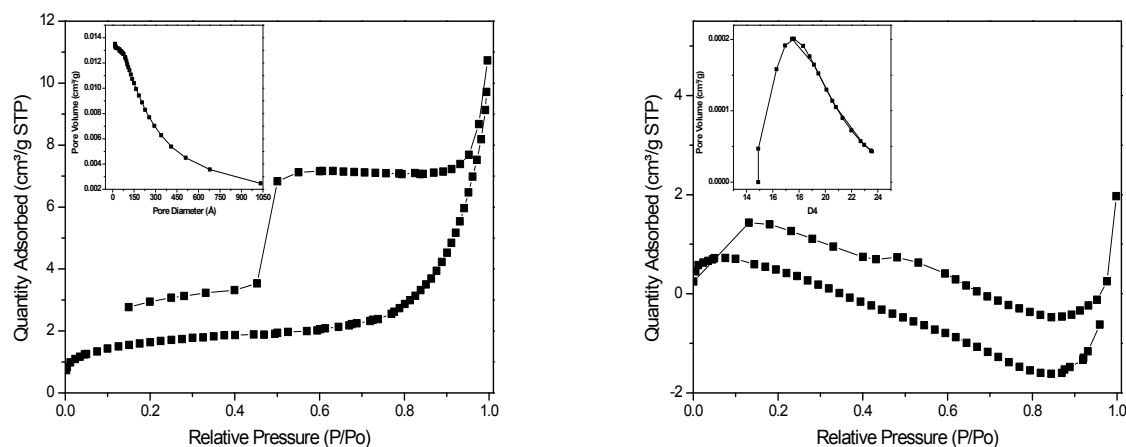 12
10
8
6
4
2
0
0.0 0.2 0.4 0.6 0.8 1.0
Quantity Adsorbed (cm³/g STP)
Relative Pressure (P/Po)
0.014
0.012
0.010
0.008
0.006
0.004
0.002
0 150 300 450 600 750 900 1050
Pore Volume (cm³/g)
Pore Diameter (Å)
4
2
0
-2
0.0 0.2 0.4 0.6 0.8 1.0
Quantity Adsorbed (cm³/g STP)
Relative Pressure (P/Po)
0.0002
0.0001
0.0000
14 16 18 20 22 24
Pore Volume (cm³/g)
D4